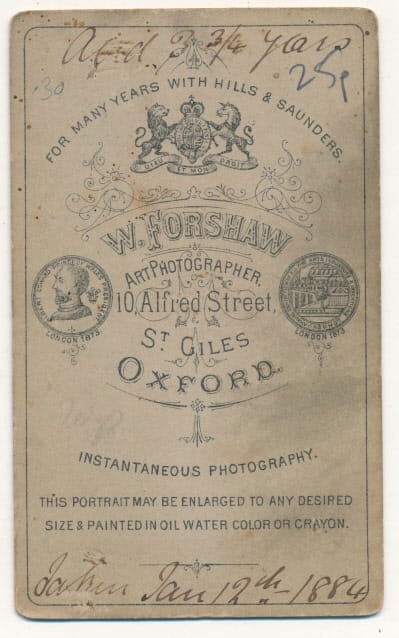 Aged 3 3/4 years
30
FOR MANY YEARS WITH HILLS & SAUNDERS.
DIEU ET MON DROIT
W. FORSHAW
ART PHOTOGRAPHER,
10, Alfred Street,
ST GILES
OXFORD
LONDON 1873
LONDON 1873
INSTANTANEOUS PHOTOGRAPHY.
THIS PORTRAIT MAY BE ENLARGED TO ANY DESIRED
SIZE & PAINTED IN OIL WATER COLOR OR CRAYON.
Taken Jan 12th 1884